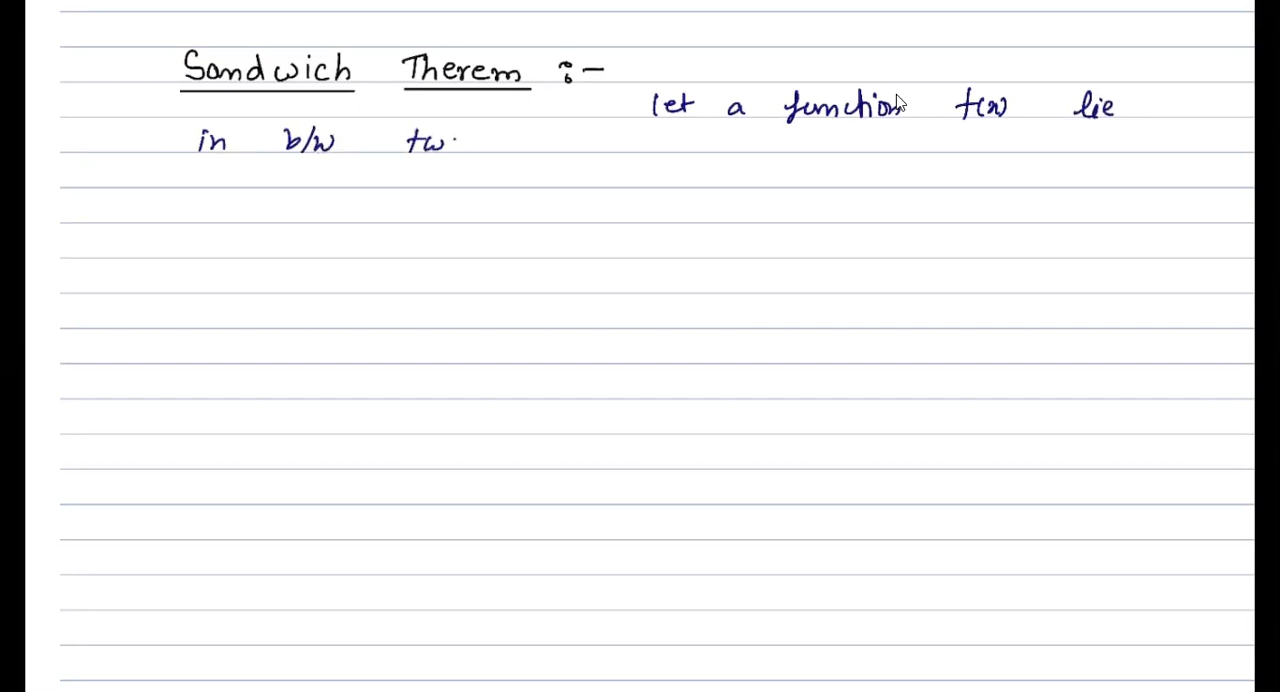 Sandwich Therem :-
let a function f(x) lie
in b/w tw.